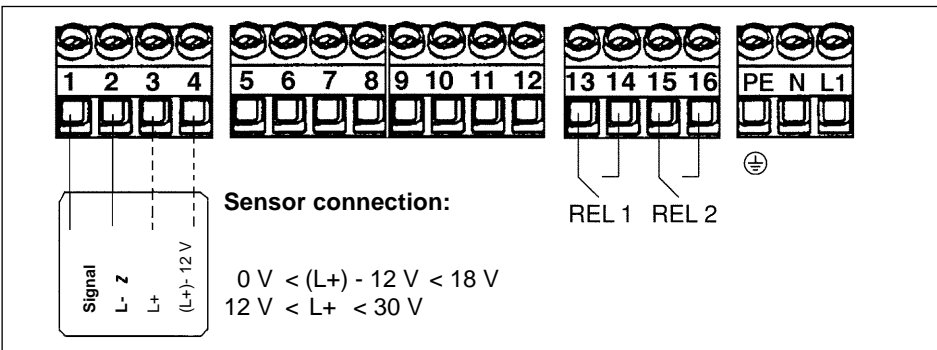 1 2 3 4 5 6 7 8 9 10 11 12 13 14 15 16 PE N L1
Sensor connection:
REL 1 REL 2
Signal
L-
L+
(L+)- 12 V
0 V < (L+) - 12 V < 18 V
12 V < L+ < 30 V